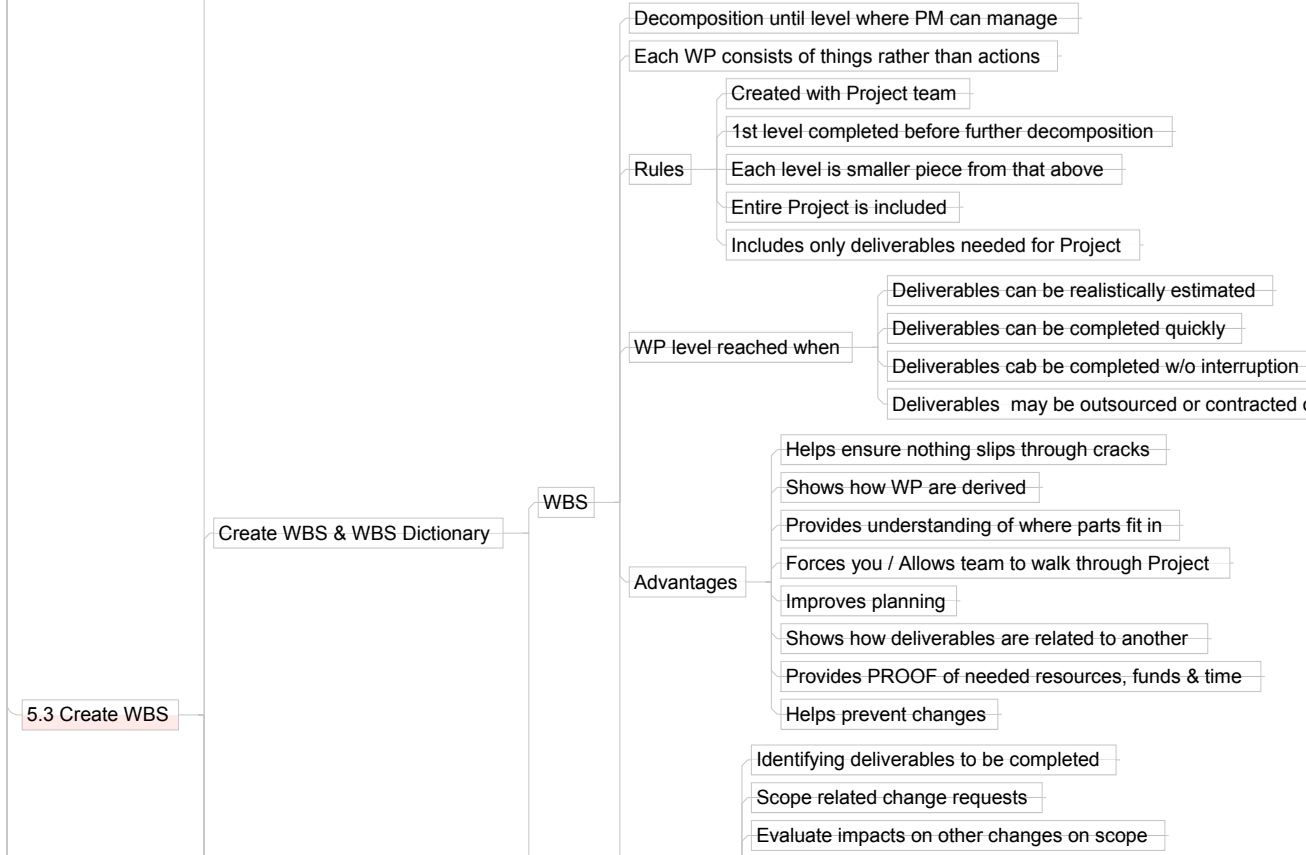 Decomposition until level where PM can manage
Each WP consists of things rather than actions
Created with Project team
1st level completed before further decomposition
Rules
Each level is smaller piece from that above
Entire Project is included
Includes only deliverables needed for Project
Deliverables can be realistically estimated
Deliverables can be completed quickly
WP level reached when
Deliverables cab be completed w/o interruption
Deliverables may be outsourced or contracted
Helps ensure nothing slips through cracks
Shows how WP are derived
WBS
Create WBS & WBS Dictionary
Provides understanding of where parts fit in
Forces you / Allows team to walk through Project
Advantages
Improves planning
Shows how deliverables are related to another
Provides PROOF of needed resources, funds & time
5.3 Create WBS
Helps prevent changes
Identifying deliverables to be completed
Scope related change requests
Evaluate impacts on other changes on scope